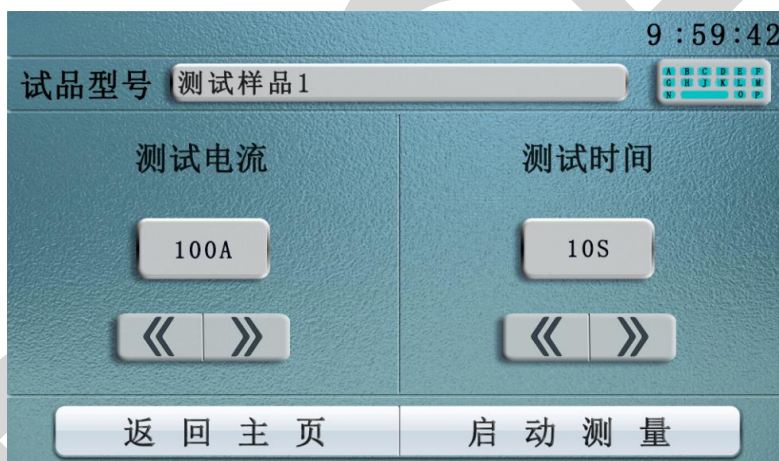 9:59:42
试品型号 测试样品1
A B C D E F
G H J K L M
N O P
测试电流 测试时间
100A 10S
《 》 《 》
返回主页 启动测量